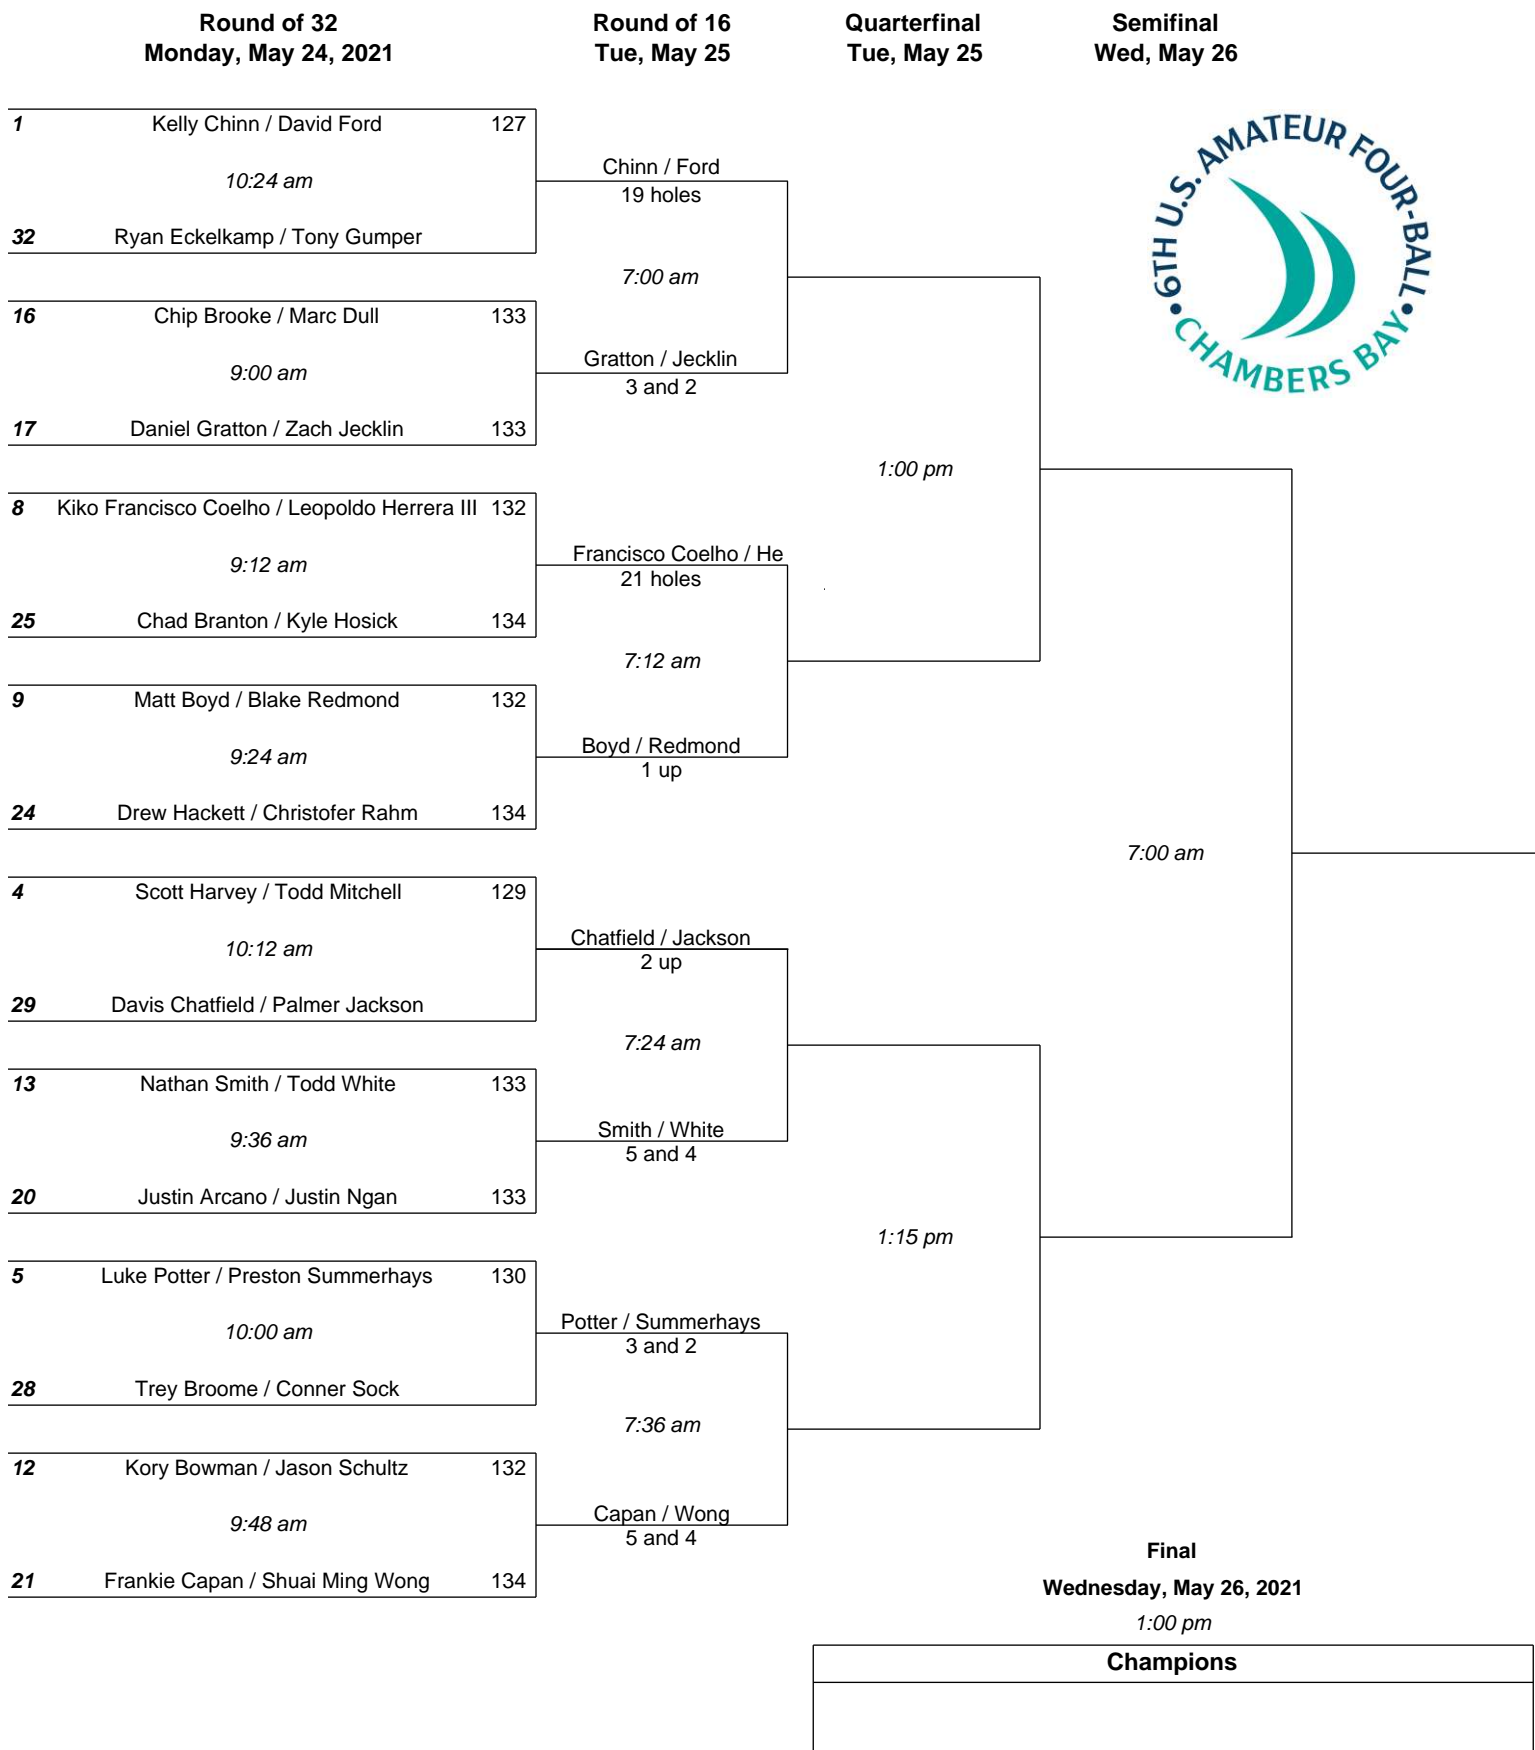 Round of 32
Monday, May 24, 2021
Round of 16
Tue, May 25
Quarterfinal
Tue, May 25
Semifinal
Wed, May 26
6TH U.S. AMATEUR FOUR-BALL
CHAMBERS BAY
1 Kelly Chinn / David Ford 127
10:24 am
32 Ryan Eckelkamp / Tony Gumper
Chinn / Ford
19 holes
7:00 am
16 Chip Brooke / Marc Dull 133
9:00 am
17 Daniel Gratton / Zach Jecklin 133
Gratton / Jecklin
3 and 2
1:00 pm
8 Kiko Francisco Coelho / Leopoldo Herrera III 132
9:12 am
25 Chad Branton / Kyle Hosick 134
Francisco Coelho / He
21 holes
7:12 am
9 Matt Boyd / Blake Redmond 132
9:24 am
24 Drew Hackett / Christofer Rahm 134
Boyd / Redmond
1 up
7:00 am
4 Scott Harvey / Todd Mitchell 129
10:12 am
29 Davis Chatfield / Palmer Jackson
Chatfield / Jackson
2 up
7:24 am
13 Nathan Smith / Todd White 133
9:36 am
20 Justin Arcano / Justin Ngan 133
Smith / White
5 and 4
1:15 pm
5 Luke Potter / Preston Summerhays 130
10:00 am
28 Trey Broome / Conner Sock
Potter / Summerhays
3 and 2
7:36 am
12 Kory Bowman / Jason Schultz 132
9:48 am
21 Frankie Capan / Shuai Ming Wong 134
Capan / Wong
5 and 4
Final
Wednesday, May 26, 2021
1:00 pm
Champions